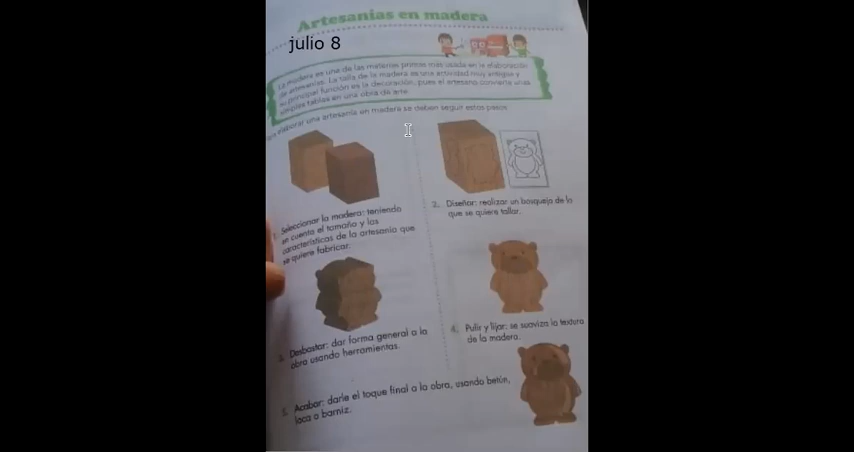 Artesanías en madera
julio 8
La madera es una de las materias primas más usada en la elaboración
de artesanías. La talla de la madera es una actividad muy antigua y
su principal función es la decoración, pues el artesano convierte unas
simples tablas en una obra de arte.
elaborar una artesanía en madera se deben seguir estos pasos:
1. Seleccionar la madera: teniendo
en cuenta el tamaño y las
características de la artesanía que
se quiere fabricar.
2. Diseñar: realizar un bosquejo de lo
que se quiere tallar.
3. Desbastar: dar forma general a la
obra usando herramientas.
4. Pulir y lijar: se suaviza la textura
de la madera.
5. Acabar: darle el toque final a la obra, usando betún,
laca o barniz.